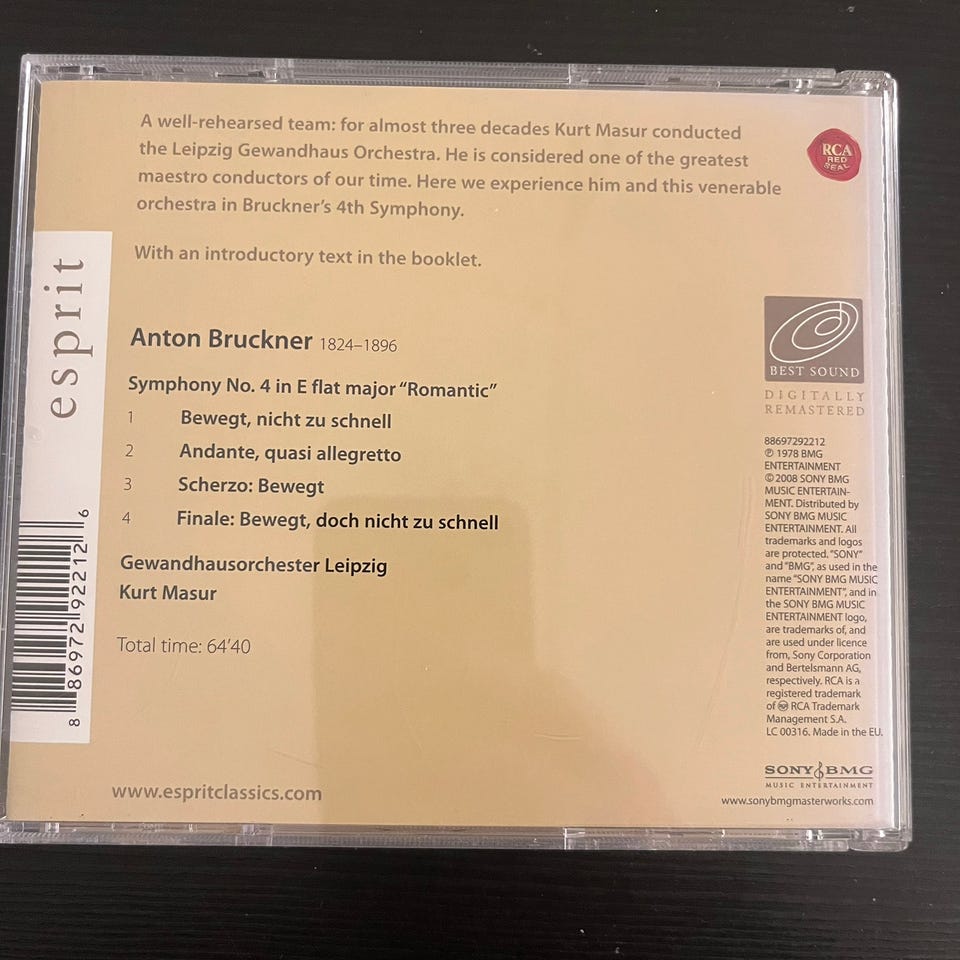 A well-rehearsed team: for almost three decades Kurt Masur conducted
the Leipzig Gewandhaus Orchestra. He is considered one of the greatest
maestro conductors of our time. Here we experience him and this venerable
orchestra in Bruckner's 4th Symphony.
With an introductory text in the booklet.
RCA
RED
SEAL
esprit
Anton Bruckner 1824–1896
Symphony No. 4 in E flat major “Romantic”
1 Bewegt, nicht zu schnell
2 Andante, quasi allegretto
3 Scherzo: Bewegt
4 Finale: Bewegt, doch nicht zu schnell
Gewandhausorchester Leipzig
Kurt Masur
Total time: 64'40
8 86972 92212 6
www.espritclassics.com
BEST SOUND
DIGITALLY
REMASTERED
88697292212
℗ 1978 BMG
ENTERTAINMENT
© 2008 SONY BMG
MUSIC ENTERTAIN-
MENT. Distributed by
SONY BMG MUSIC
ENTERTAINMENT. All
trademarks and logos
are protected. “SONY”
and “BMG”, as used in the
name “SONY BMG MUSIC
ENTERTAINMENT”, and in
the SONY BMG MUSIC
ENTERTAINMENT logo,
are trademarks of, and
are used under licence
from, Sony Corporation
and Bertelsmann AG,
respectively. RCA is a
registered trademark
of RCA Trademark
Management S.A.
LC 00316. Made in the EU.
SONY BMG
MUSIC ENTERTAINMENT
www.sonybmgmasterworks.com